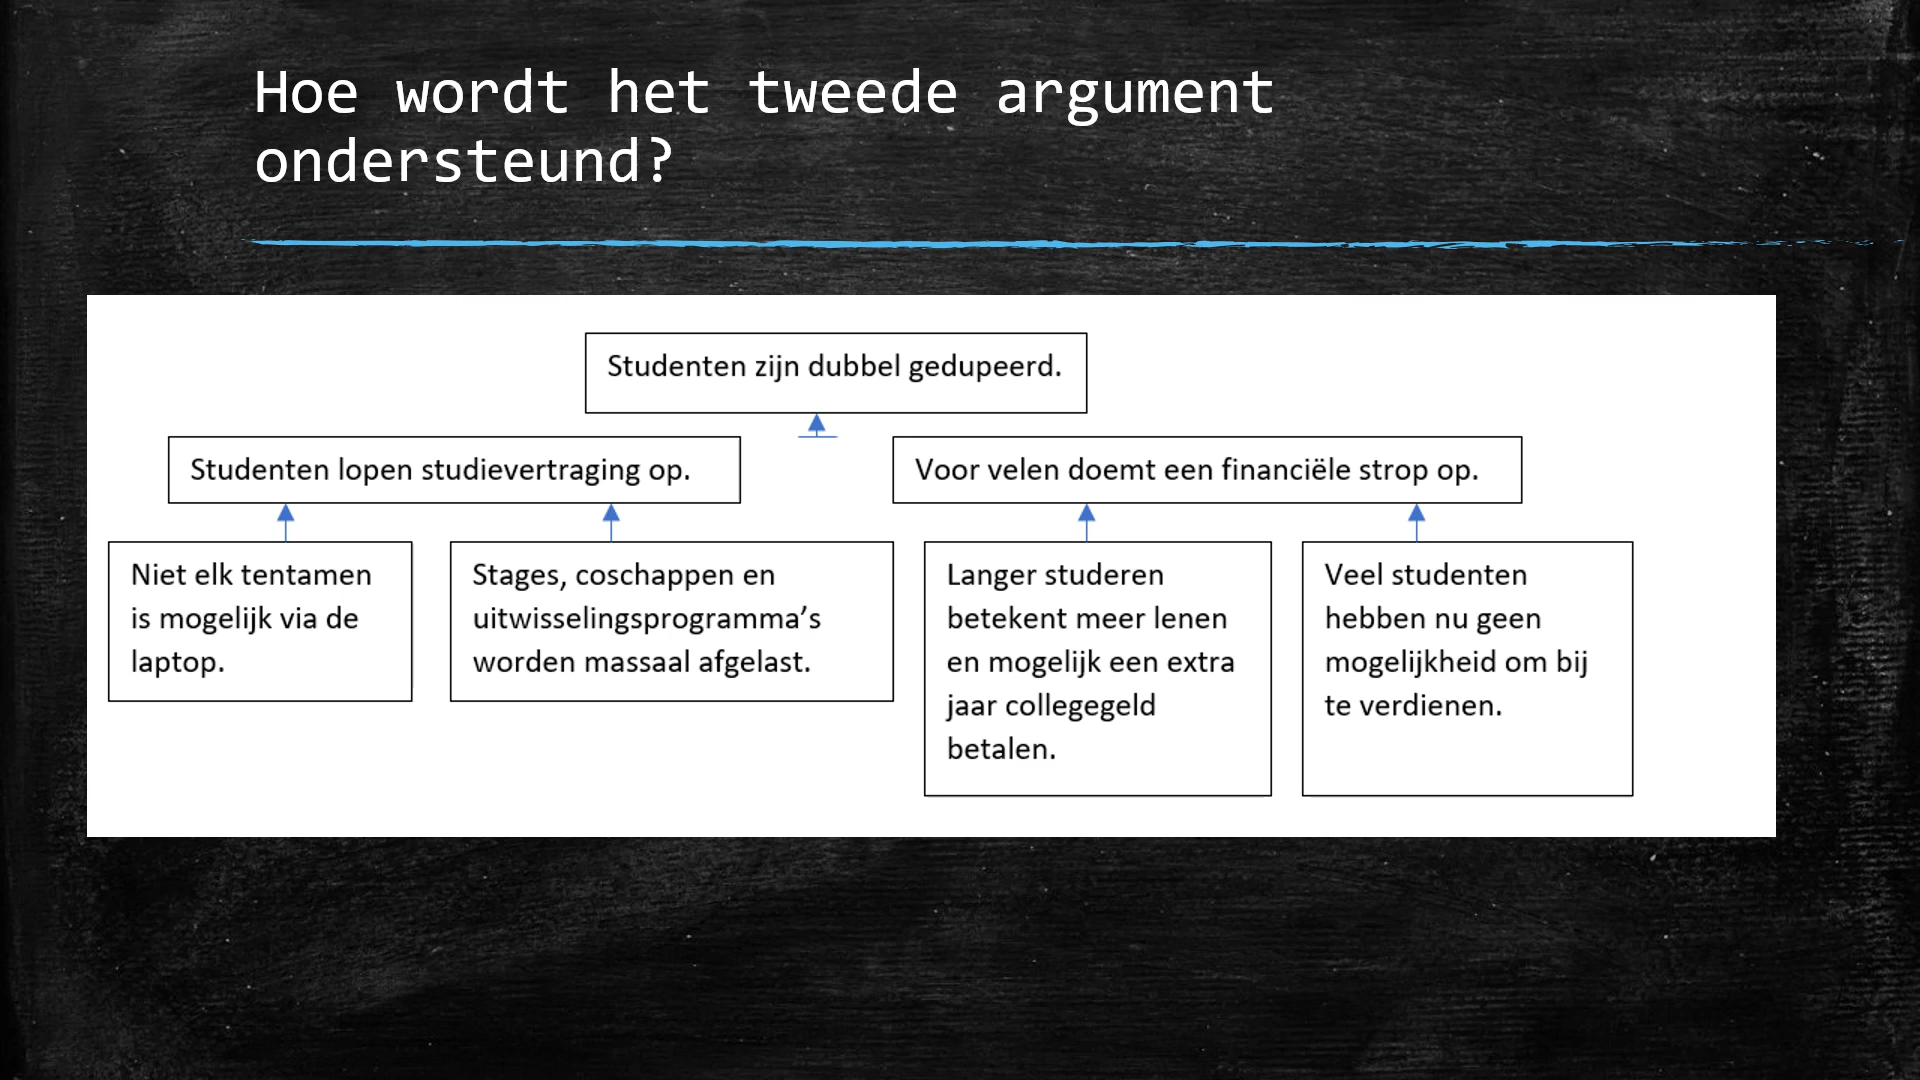 Hoe wordt het tweede argument
ondersteund?
Studenten zijn dubbel gedupeerd.
Studenten lopen studievertraging op.
Voor velen doemt een financiële strop op.
Niet elk tentamen
is mogelijk via de
laptop.
Stages, coschappen en
uitwisselingsprogramma’s
worden massaal afgelast.
Langer studeren
betekent meer lenen
en mogelijk een extra
jaar collegegeld
betalen.
Veel studenten
hebben nu geen
mogelijkheid om bij
te verdienen.